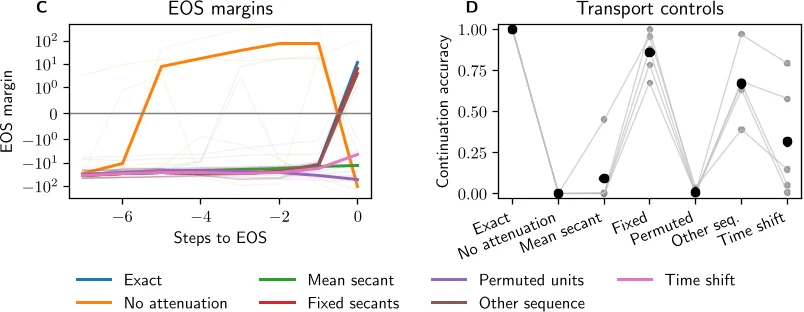 C
EOS margins
EOS margin
10²
10¹
10⁰
0
−10⁰
−10¹
−10²
−6
−4
−2
0
Steps to EOS
D
Transport controls
Continuation accuracy
1.00
0.75
0.50
0.25
0.00
Exact
No attenuation
Mean secant
Fixed
Permuted
Other seq.
Time shift
Exact
Mean secant
Permuted units
Time shift
No attenuation
Fixed secants
Other sequence